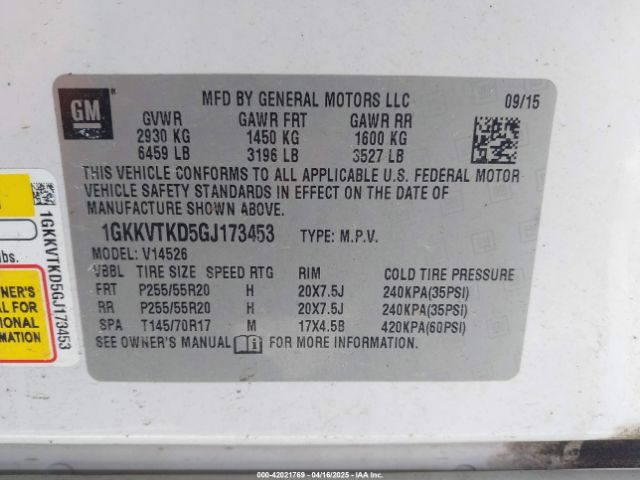 GM
MFD BY GENERAL MOTORS LLC 09/15
GVWR GAWR FRT GAWR RR
2930 KG 1450 KG 1600 KG
6459 LB 3196 LB 3527 LB
THIS VEHICLE CONFORMS TO ALL APPLICABLE U.S. FEDERAL MOTOR
VEHICLE SAFETY STANDARDS IN EFFECT ON THE DATE OF
MANUFACTURE SHOWN ABOVE.
1GKKVTKD5GJ173453 TYPE: M.P.V.
MODEL: V14526
TIRE SIZE SPEED RTG RIM COLD TIRE PRESSURE
FRT P255/55R20 H 20X7.5J 240KPA(35PSI)
RR P255/55R20 H 20X7.5J 240KPA(35PSI)
SPA T145/70R17 M 17X4.5B 420KPA(60PSI)
SEE OWNER'S MANUAL FOR MORE INFORMATION.
1GKKVTKD5GJ173453
lbs.
NER'S
AL FOR
IONAL
MATION
000-42021769 - 04/16/2025 - IAA Inc.